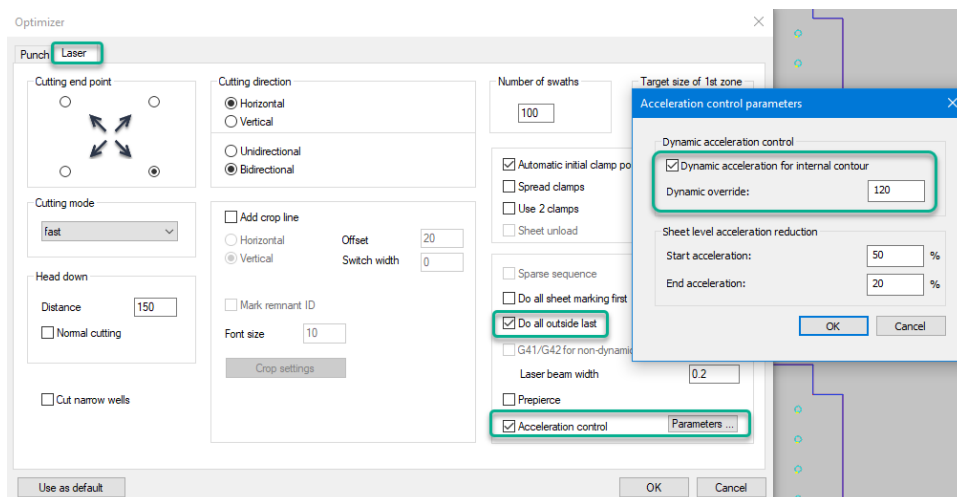 Optimizer
Punch Laser
Cutting end point
Cutting mode
fast
Head down
Distance 150
Normal cutting
Cut narrow wells
Cutting direction
Horizontal
Vertical
Unidirectional
Bidirectional
Add crop line
Horizontal Offset 20
Vertical Switch width 0
Mark remnant ID
Font size 10
Crop settings
Number of swaths
100
Target size of 1st zone
Automatic initial clamp po
Spread clamps
Use 2 clamps
Sheet unload
Sparse sequence
Do all sheet marking first
Do all outside last
G41/G42 for non-dynamic
Laser beam width 0.2
Prepierce
Acceleration control Parameters ...
Use as default OK Cancel
Acceleration control parameters
Dynamic acceleration control
Dynamic acceleration for internal contour
Dynamic override: 120
Sheet level acceleration reduction
Start acceleration: 50 %
End acceleration: 20 %
OK Cancel